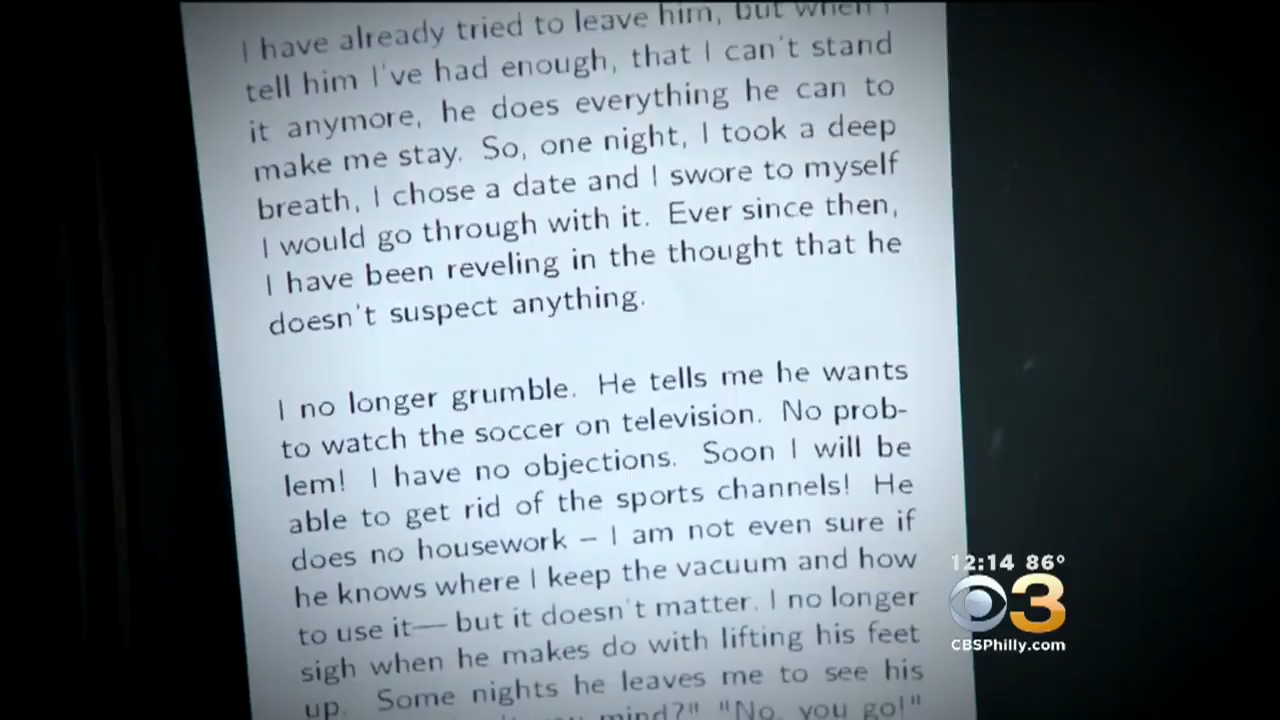 I have already tried to leave him, but when I
tell him I've had enough, that I can't stand
it anymore, he does everything he can to
make me stay. So, one night, I took a deep
breath, I chose a date and I swore to myself
I would go through with it. Ever since then,
I have been reveling in the thought that he
doesn't suspect anything.
I no longer grumble. He tells me he wants
to watch the soccer on television. No prob-
lem! I have no objections. Soon I will be
able to get rid of the sports channels! He
does no housework – I am not even sure if
he knows where I keep the vacuum and how
to use it— but it doesn't matter. I no longer
sigh when he makes do with lifting his feet
up. Some nights he leaves me to see his
mind?" "No, you go!"
12:14 86°
3
CBSPhilly.com